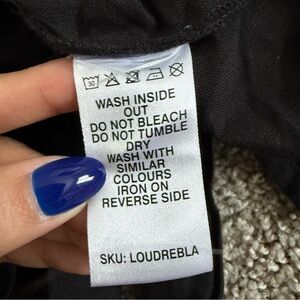 30
WASH INSIDE
OUT
DO NOT BLEACH
DO NOT TUMBLE
DRY
WASH WITH
SIMILAR
COLOURS
IRON ON
REVERSE SIDE
SKU: LOUDREBLA